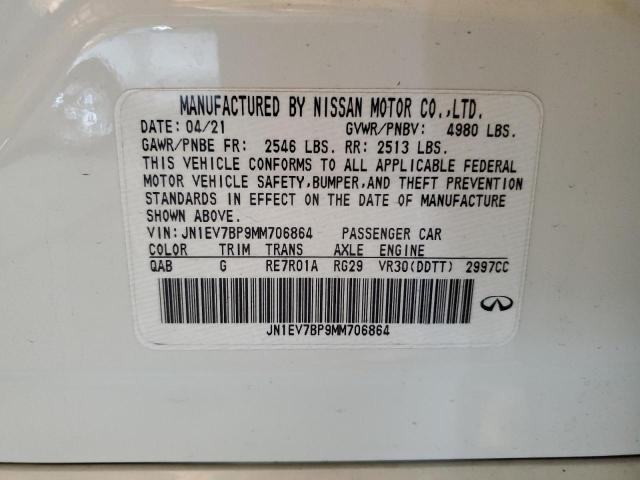 MANUFACTURED BY NISSAN MOTOR CO.,LTD.
DATE: 04/21 GVWR/PNBV: 4980 LBS.
GAWR/PNBE FR: 2546 LBS. RR: 2513 LBS.
THIS VEHICLE CONFORMS TO ALL APPLICABLE FEDERAL
MOTOR VEHICLE SAFETY,BUMPER,AND THEFT PREVENTION
STANDARDS IN EFFECT ON THE DATE OF MANUFACTURE
SHOWN ABOVE.
VIN: JN1EV7BP9MM706864 PASSENGER CAR
COLOR TRIM TRANS AXLE ENGINE
QAB G RE7R01A RG29 VR30(DDTT) 2997CC
JN1EV7BP9MM706864